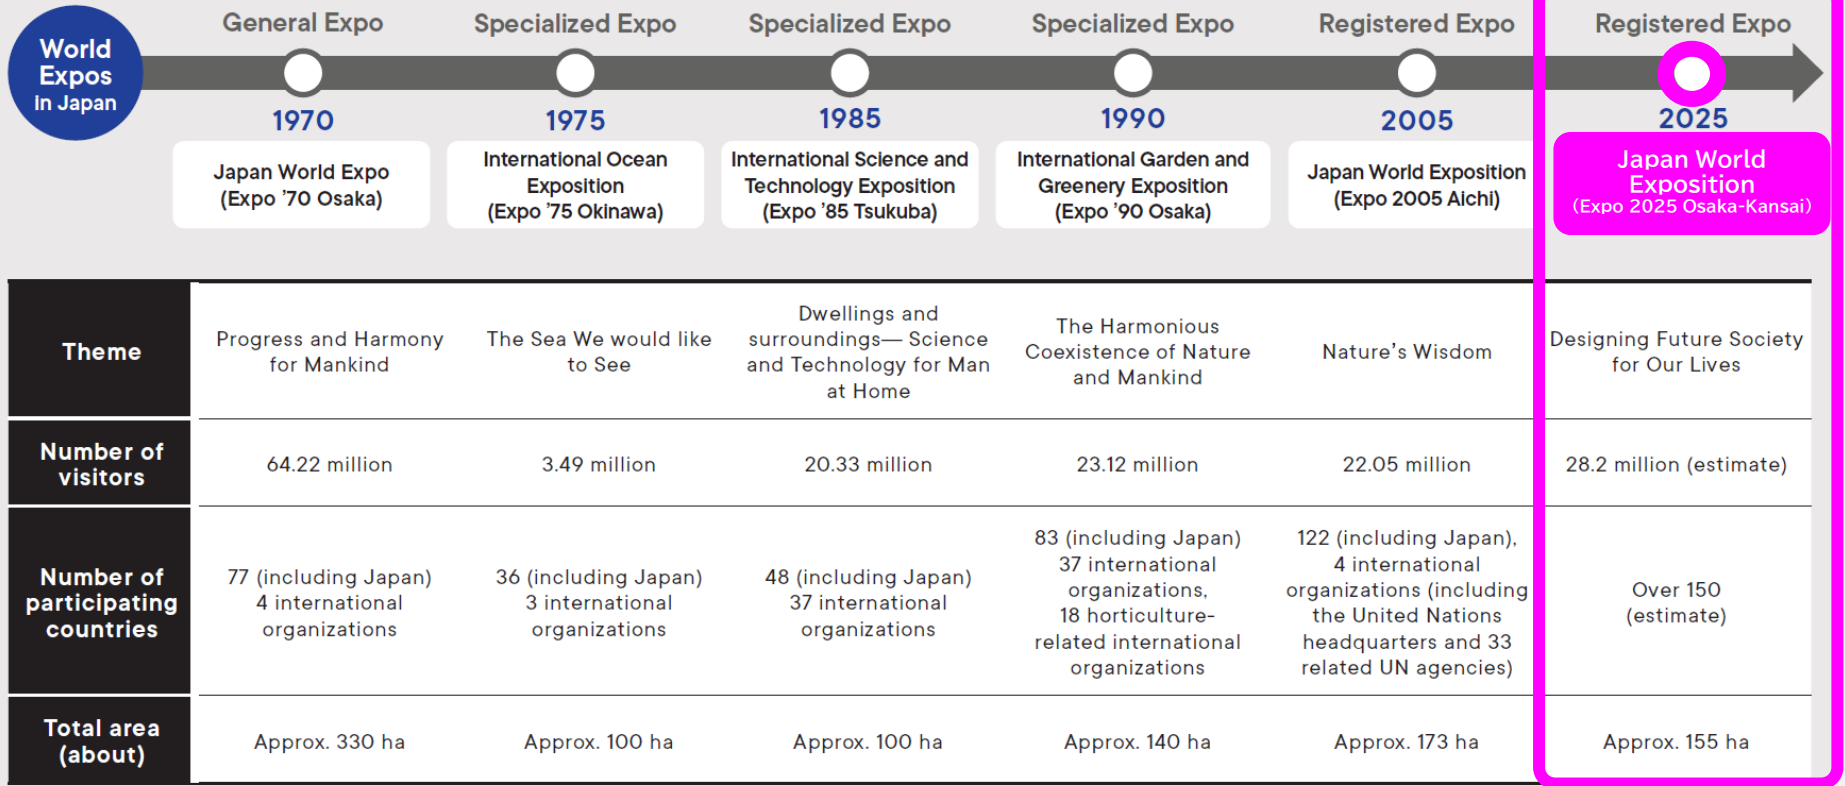 World
Expos
in Japan
General Expo
Specialized Expo
Specialized Expo
Specialized Expo
Registered Expo
Registered Expo
1970
1975
1985
1990
2005
2025
Japan World Expo
(Expo ’70 Osaka)
International Ocean
Exposition
(Expo ’75 Okinawa)
International Science and
Technology Exposition
(Expo ’85 Tsukuba)
International Garden and
Greenery Exposition
(Expo ’90 Osaka)
Japan World Exposition
(Expo 2005 Aichi)
Japan World
Exposition
(Expo 2025 Osaka-Kansai)
Theme
Progress and Harmony
for Mankind
The Sea We would like
to See
Dwellings and
surroundings— Science
and Technology for Man
at Home
The Harmonious
Coexistence of Nature
and Mankind
Nature’s Wisdom
Designing Future Society
for Our Lives
Number of
visitors
64.22 million
3.49 million
20.33 million
23.12 million
22.05 million
28.2 million (estimate)
Number of
participating
countries
77 (including Japan)
4 international
organizations
36 (including Japan)
3 international
organizations
48 (including Japan)
37 international
organizations
83 (including Japan)
37 international
organizations,
18 horticulture-
related international
organizations
122 (including Japan),
4 international
organizations (including
the United Nations
headquarters and 33
related UN agencies)
Over 150
(estimate)
Total area
(about)
Approx. 330 ha
Approx. 100 ha
Approx. 100 ha
Approx. 140 ha
Approx. 173 ha
Approx. 155 ha